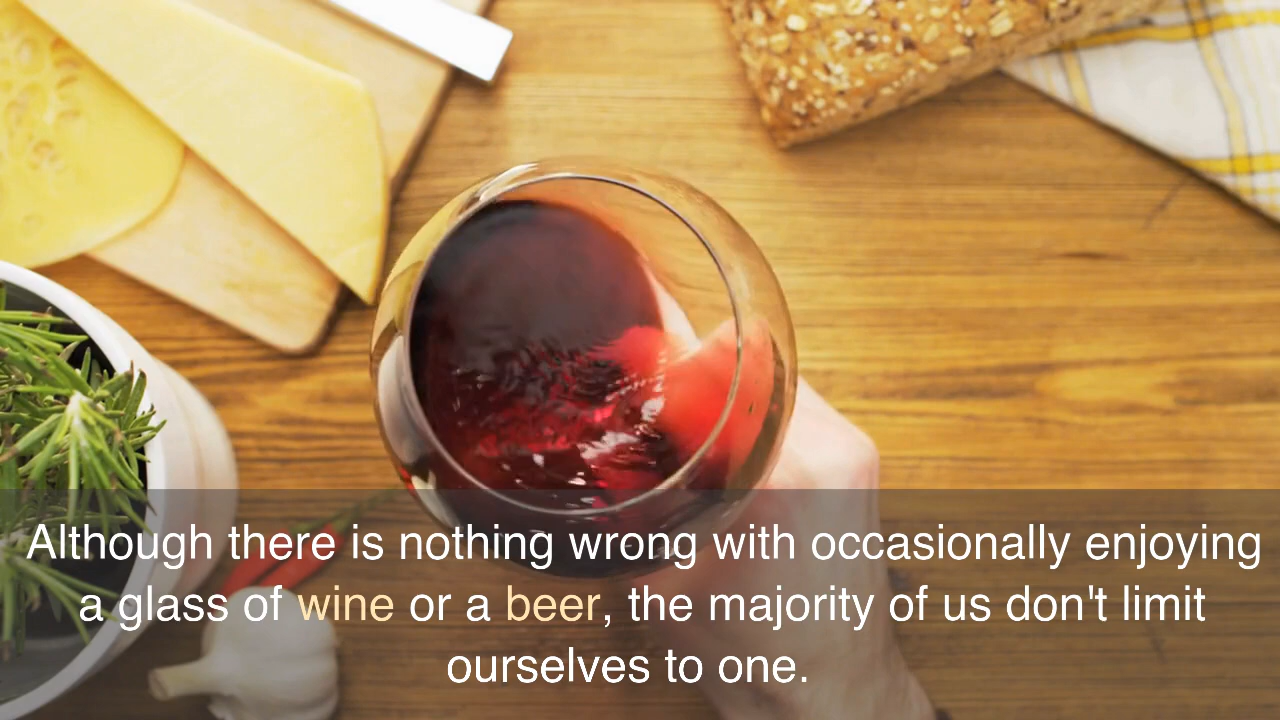 Although there is nothing wrong with occasionally enjoying
a glass of wine or a beer, the majority of us don't limit
ourselves to one.